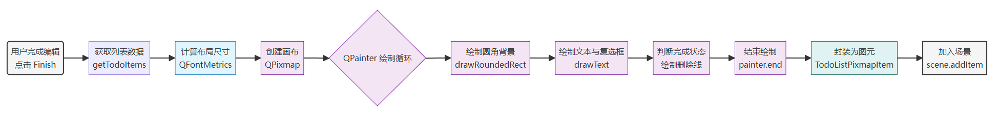 用户完成编辑
点击 Finish
获取列表数据
getTodoItems
计算布局尺寸
QFontMetrics
创建画布
QPixmap
QPainter 绘制循环
绘制圆角背景
drawRoundedRect
绘制文本与复选框
drawText
判断完成状态
绘制删除线
结束绘制
painter.end
封装为图元
TodoListPixmapItem
加入场景
scene.addItem